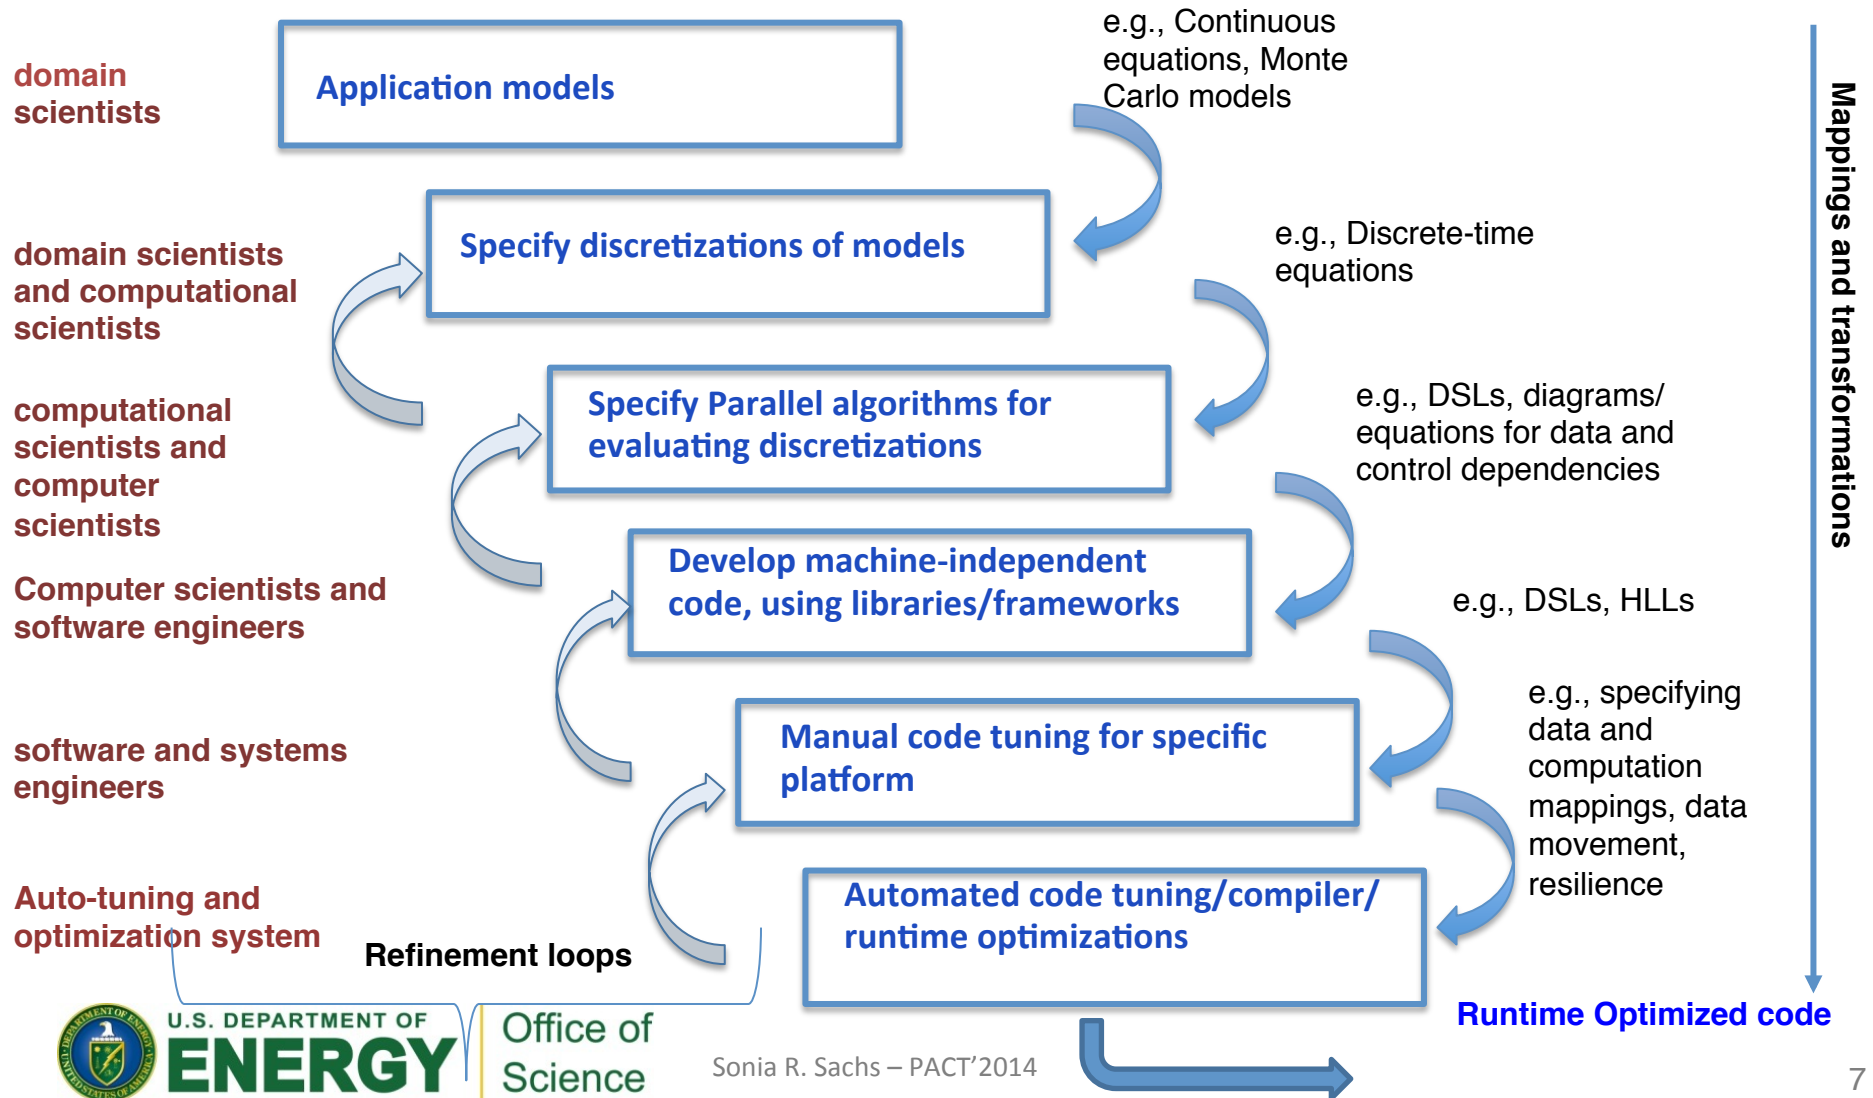 e.g., Continuous
equations, Monte
Carlo models
domain
scientists
Application models
domain scientists
and computational
scientists
Specify discretizations of models
e.g., Discrete-time
equations
computational
scientists and
computer
scientists
Specify Parallel algorithms for
evaluating discretizations
e.g., DSLs, diagrams/
equations for data and
control dependencies
Computer scientists and
software engineers
Develop machine-independent
code, using libraries/frameworks
e.g., DSLs, HLLs
software and systems
engineers
Manual code tuning for specific
platform
e.g., specifying
data and
computation
mappings, data
movement,
resilience
Auto-tuning and
optimization system
Automated code tuning/compiler/
runtime optimizations
Refinement loops
Mappings and transformations
Runtime Optimized code
U.S. DEPARTMENT OF
ENERGY
Office of
Science
Sonia R. Sachs – PACT’2014
7